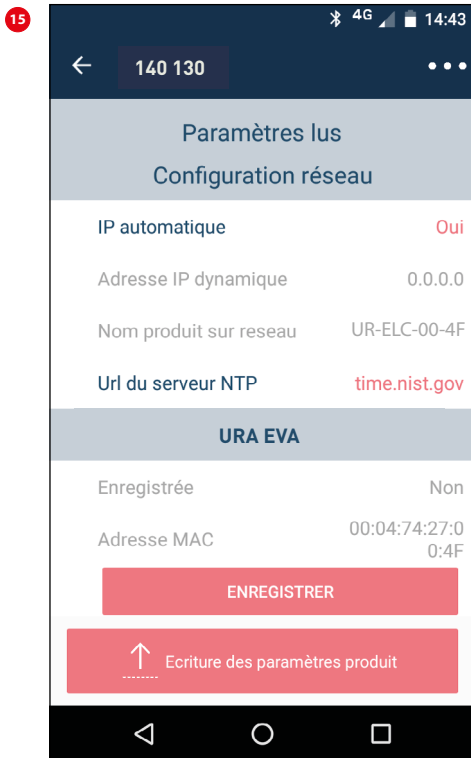 15
4G 14:43
140 130
Paramètres lus
Configuration réseau
IP automatique Oui
Adresse IP dynamique 0.0.0.0
Nom produit sur reseau UR-ELC-00-4F
Url du serveur NTP time.nist.gov
URA EVA
Enregistrée Non
Adresse MAC 00:04:74:27:0
0:4F
ENREGISTRER
Ecriture des paramètres produit